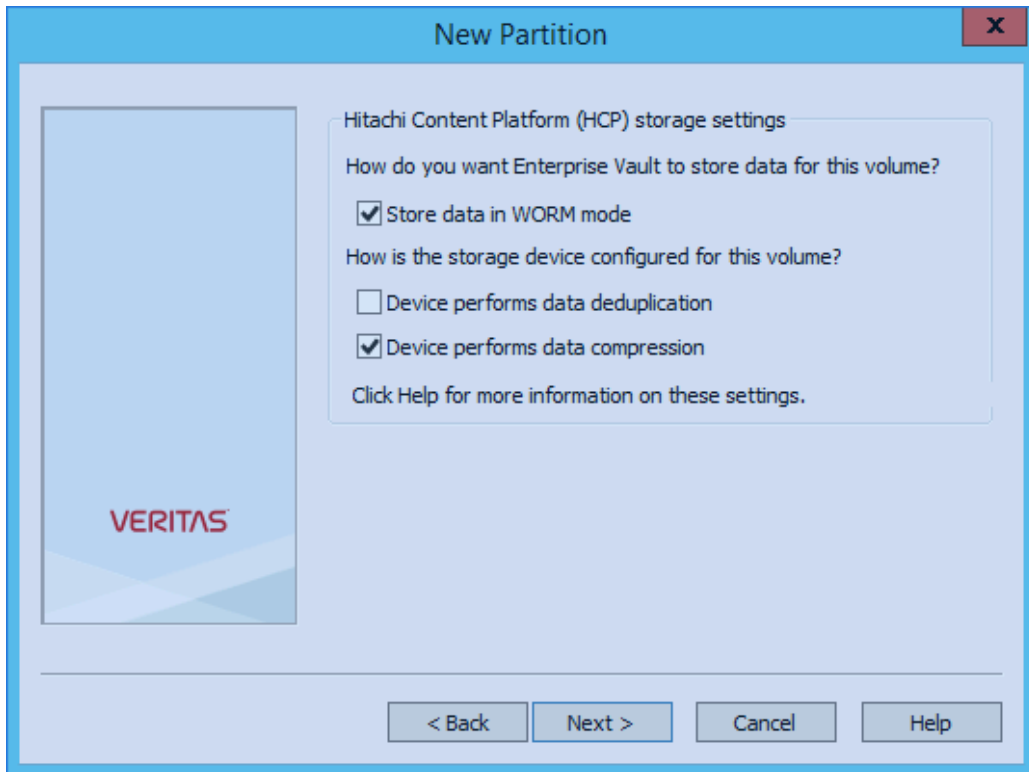 New Partition
x
Hitachi Content Platform (HCP) storage settings
How do you want Enterprise Vault to store data for this volume?
Store data in WORM mode
How is the storage device configured for this volume?
Device performs data deduplication
Device performs data compression
Click Help for more information on these settings.
VERITAS
< Back Next > Cancel Help